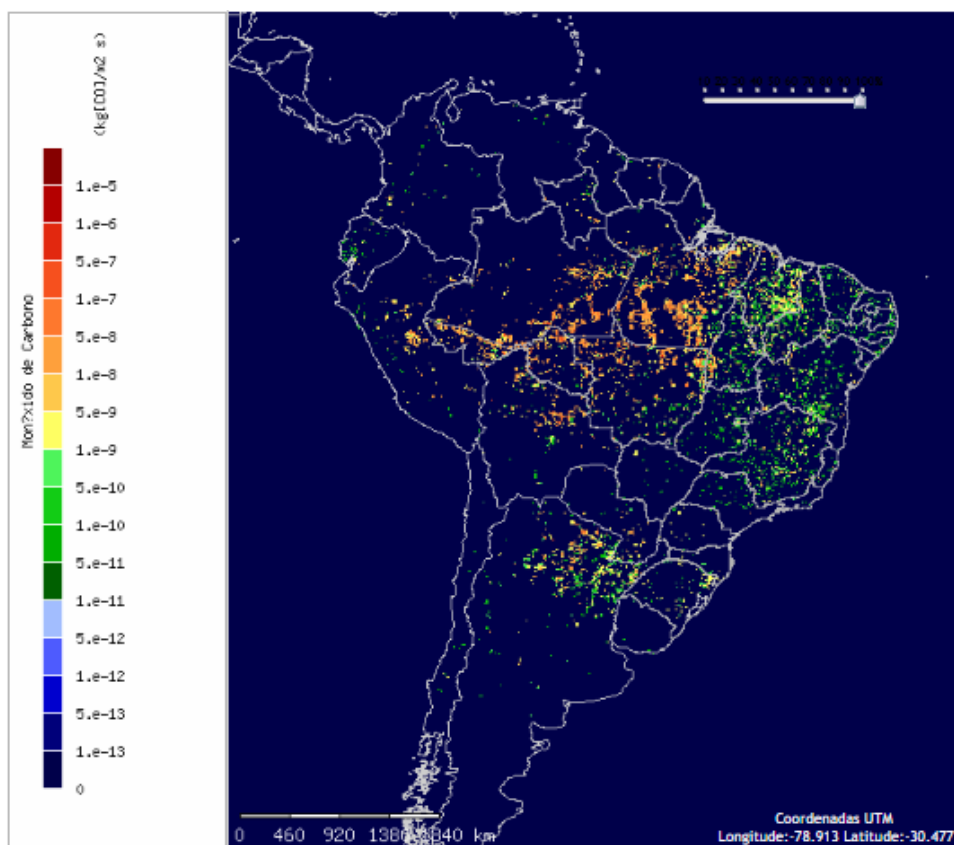 (kg[CO]/m2 s)
Mon?xido de Carbono
1.e-5
1.e-6
5.e-7
1.e-7
5.e-8
1.e-8
5.e-9
1.e-9
5.e-10
1.e-10
5.e-11
1.e-11
5.e-12
1.e-12
5.e-13
1.e-13
0
0 460 920 km
Coordenadas UTM
Longitude:-78.913 Latitude:-30.477